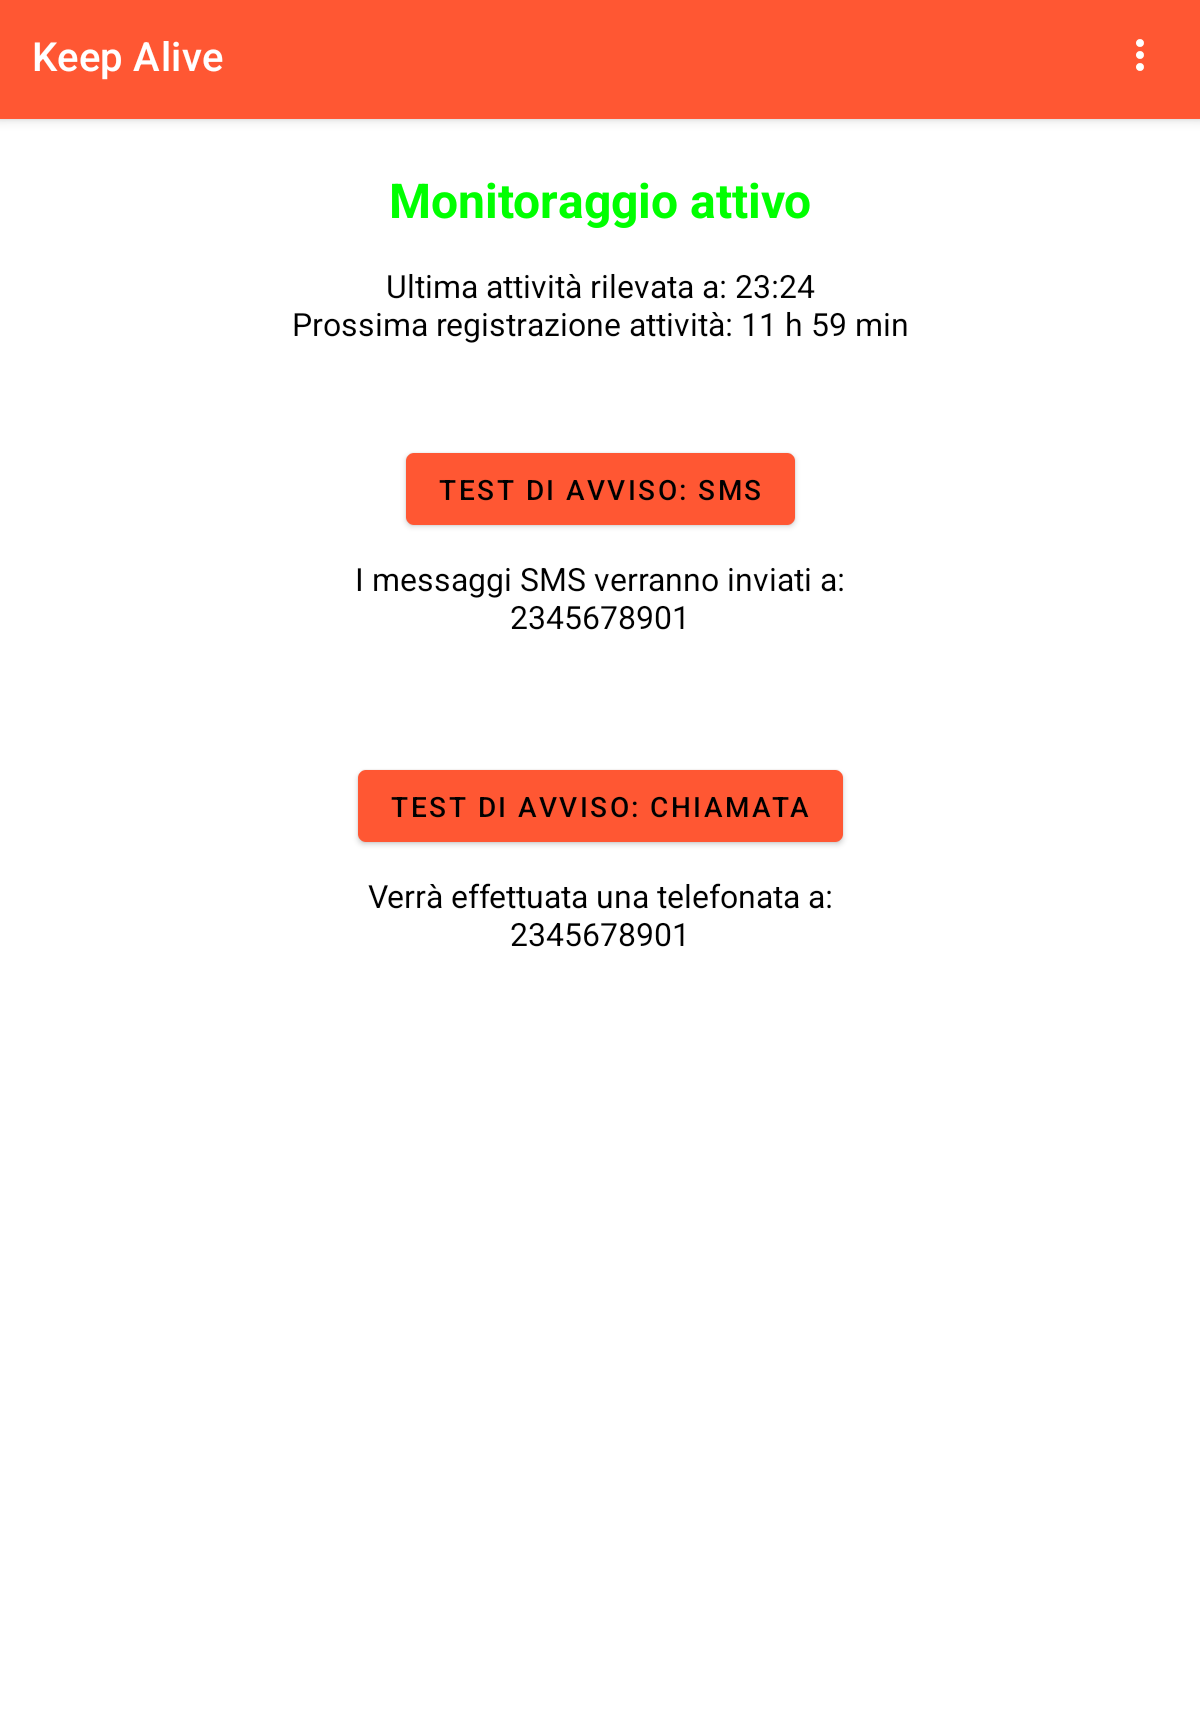 Keep Alive
Monitoraggio attivo
Ultima attività rilevata a: 23:24
Prossima registrazione attività: 11 h 59 min
TEST DI AVVISO: SMS
I messaggi SMS verranno inviati a:
2345678901
TEST DI AVVISO: CHIAMATA
Verrà effettuata una telefonata a:
2345678901